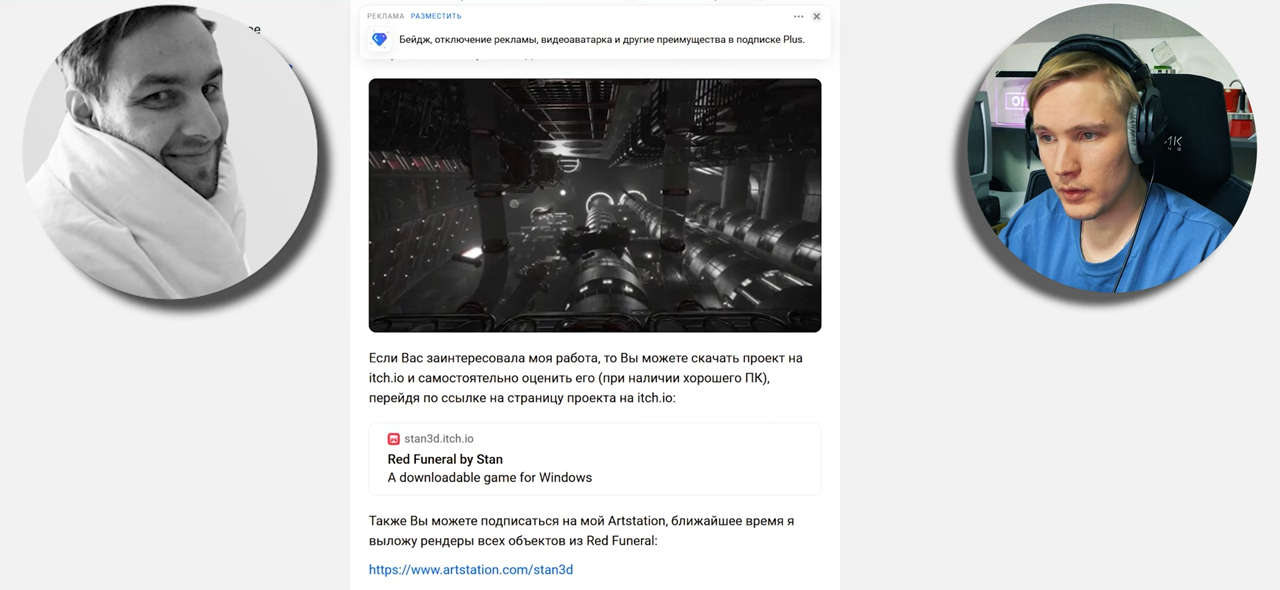 РЕКЛАМА РАЗМЕСТИТЬ
Бейдж, отключение рекламы, видеоаватарка и другие преимущества в подписке Plus.
Если Вас заинтересовала моя работа, то Вы можете скачать проект на
itch.io и самостоятельно оценить его (при наличии хорошего ПК),
перейдя по ссылке на страницу проекта на itch.io:
stan3d.itch.io
Red Funeral by Stan
A downloadable game for Windows
Также Вы можете подписаться на мой Artstation, ближайшее время я
выложу рендеры всех объектов из Red Funeral:
https://www.artstation.com/stan3d